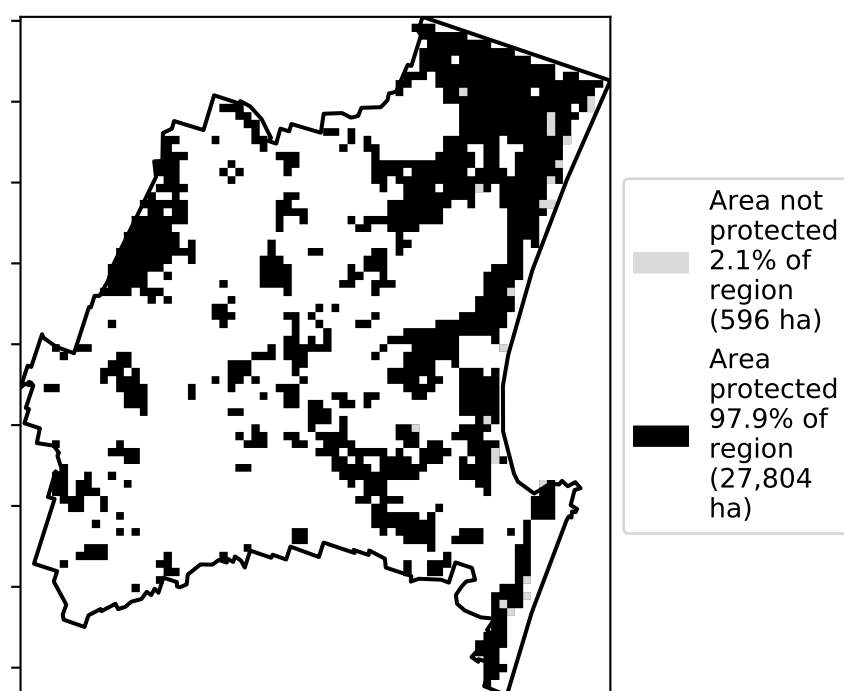 Area not
protected
2.1% of
region
(596 ha)
Area
protected
97.9% of
region
(27,804
ha)